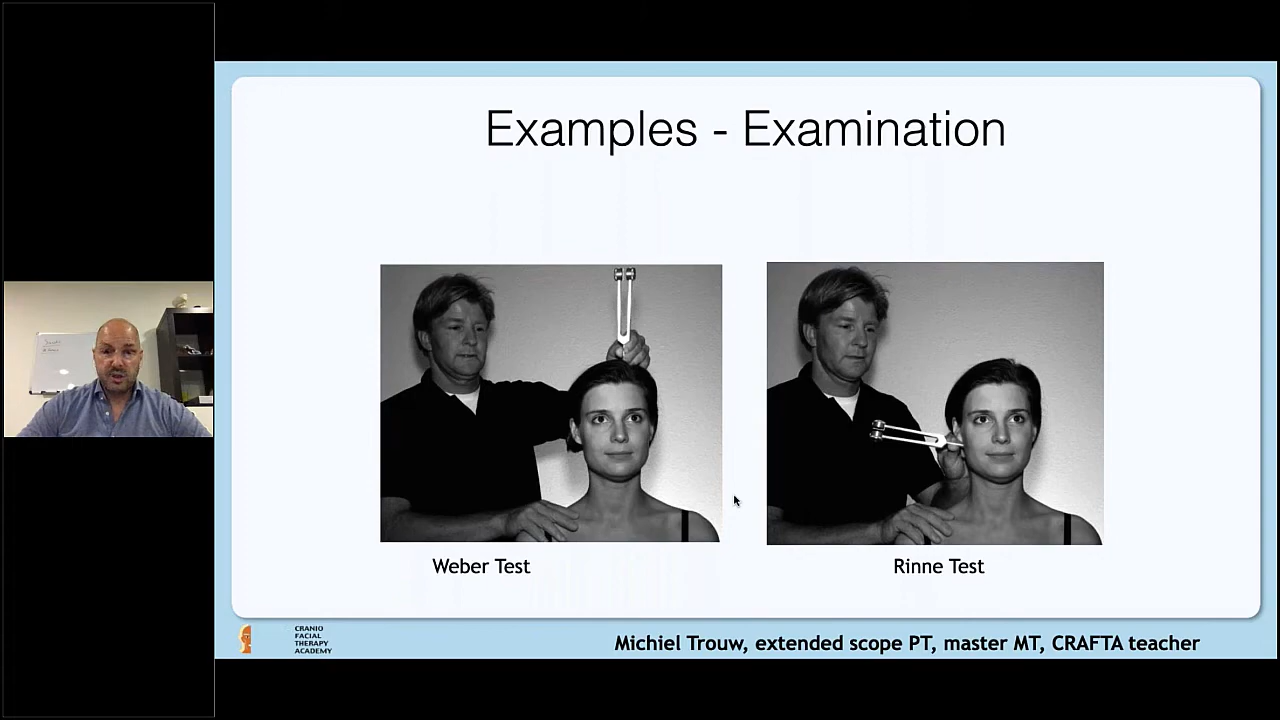 Examples - Examination
Weber Test
Rinne Test
CRANIO
FACIAL
THERAPY
ACADEMY
Michiel Trouw, extended scope PT, master MT, CRAFTA teacher